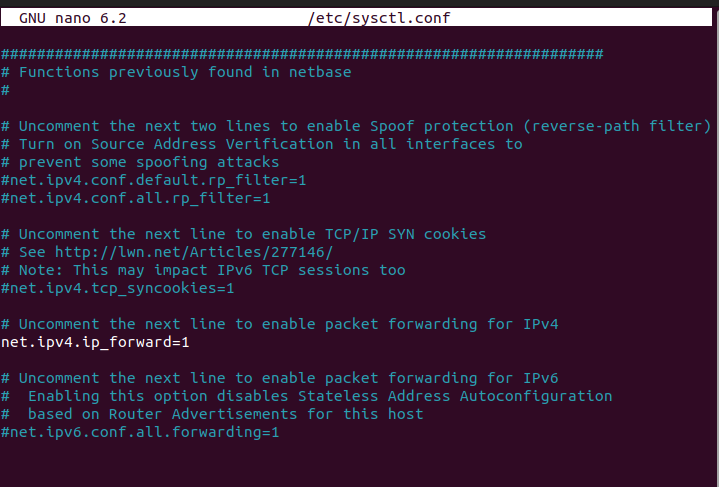 GNU nano 6.2 /etc/sysctl.conf
###################################################################
# Functions previously found in netbase
#
# Uncomment the next two lines to enable Spoof protection (reverse-path filter)
# Turn on Source Address Verification in all interfaces to
# prevent some spoofing attacks
#net.ipv4.conf.default.rp_filter=1
#net.ipv4.conf.all.rp_filter=1
# Uncomment the next line to enable TCP/IP SYN cookies
# See http://lwn.net/Articles/277146/
# Note: This may impact IPv6 TCP sessions too
#net.ipv4.tcp_syncookies=1
# Uncomment the next line to enable packet forwarding for IPv4
net.ipv4.ip_forward=1
# Uncomment the next line to enable packet forwarding for IPv6
#  Enabling this option disables Stateless Address Autoconfiguration
#  based on Router Advertisements for this host
#net.ipv6.conf.all.forwarding=1